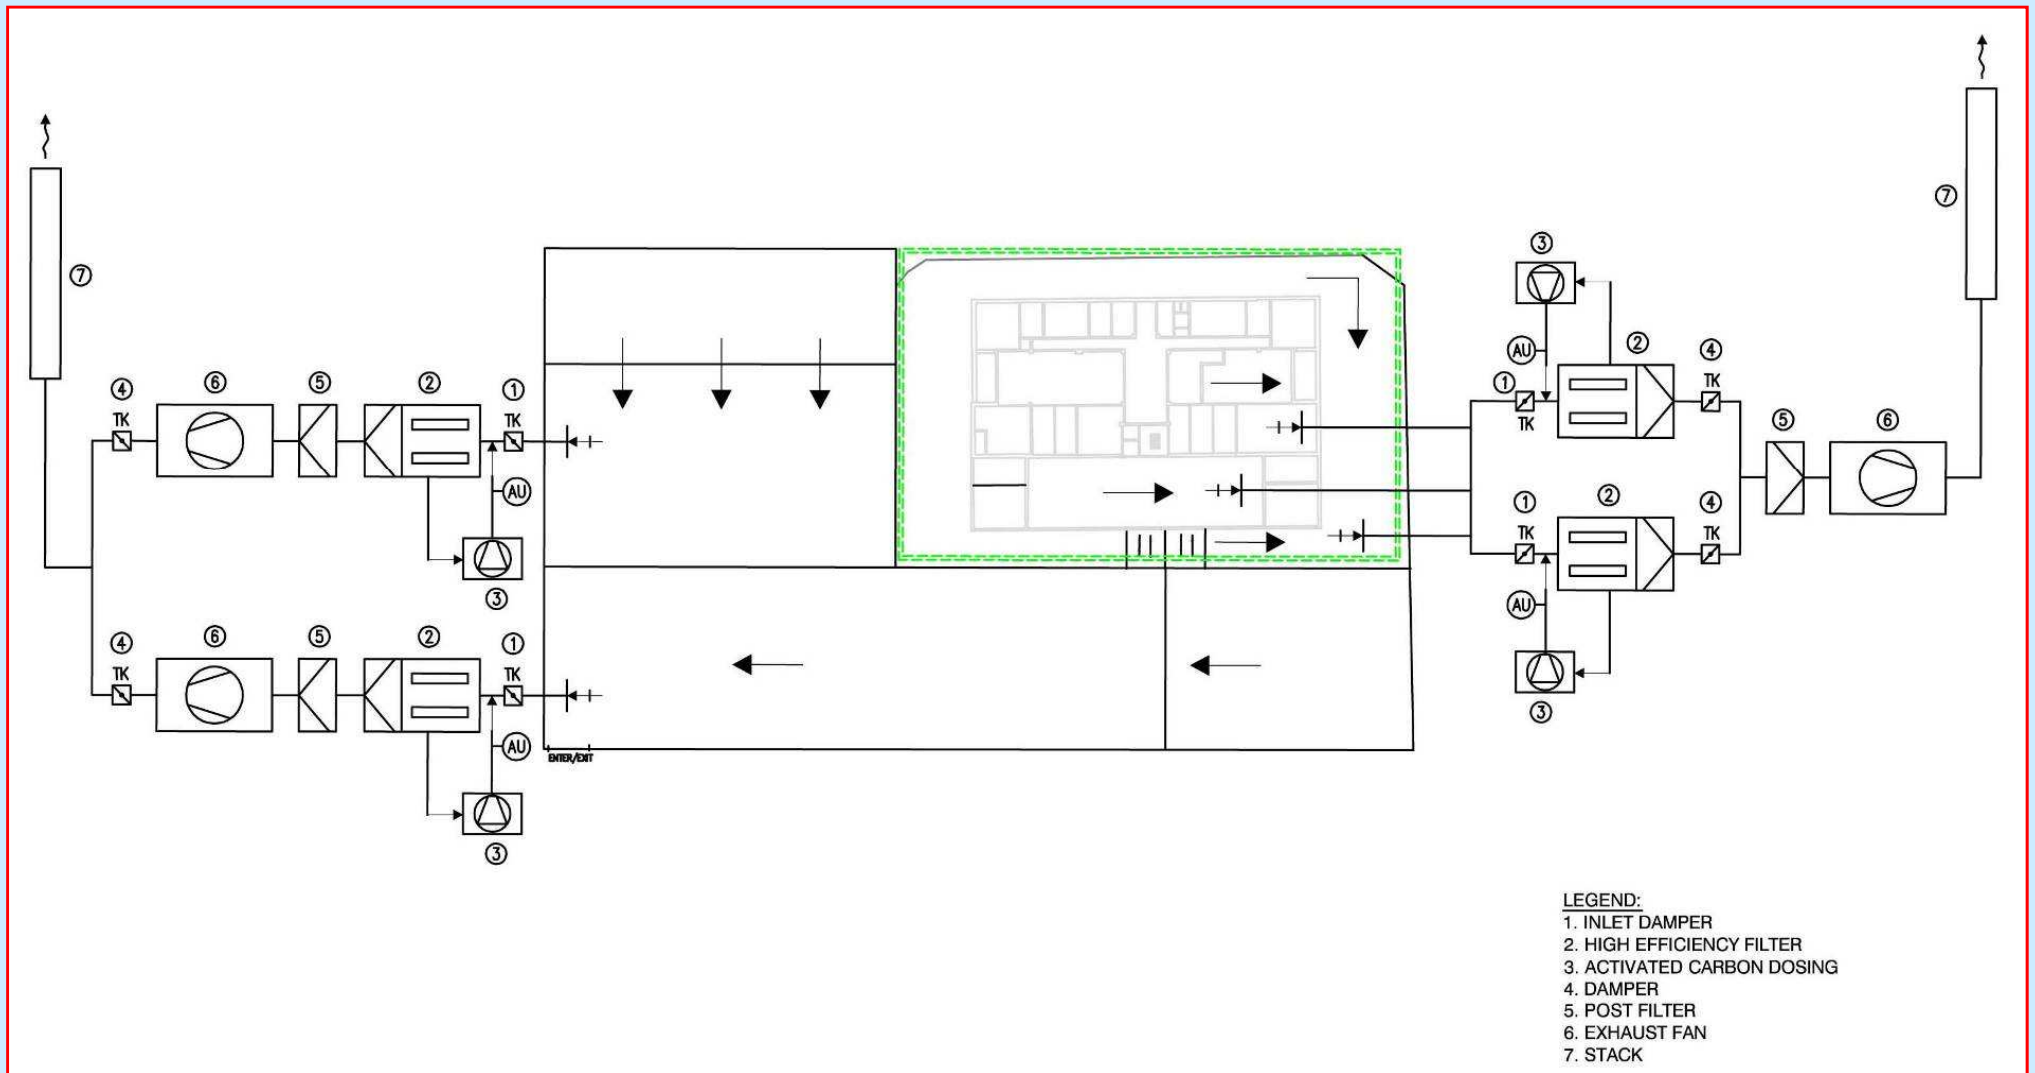 ⑦
③
⑦
AU
②
④
TK
①
TK
④
TK
⑥
⑤
②
①
TK
⑤
⑥
AU
③
①
TK
②
④
TK
AU
④
TK
⑥
⑤
②
①
TK
③
AU
ENTER/EXIT
③
LEGEND:
1. INLET DAMPER
2. HIGH EFFICIENCY FILTER
3. ACTIVATED CARBON DOSING
4. DAMPER
5. POST FILTER
6. EXHAUST FAN
7. STACK